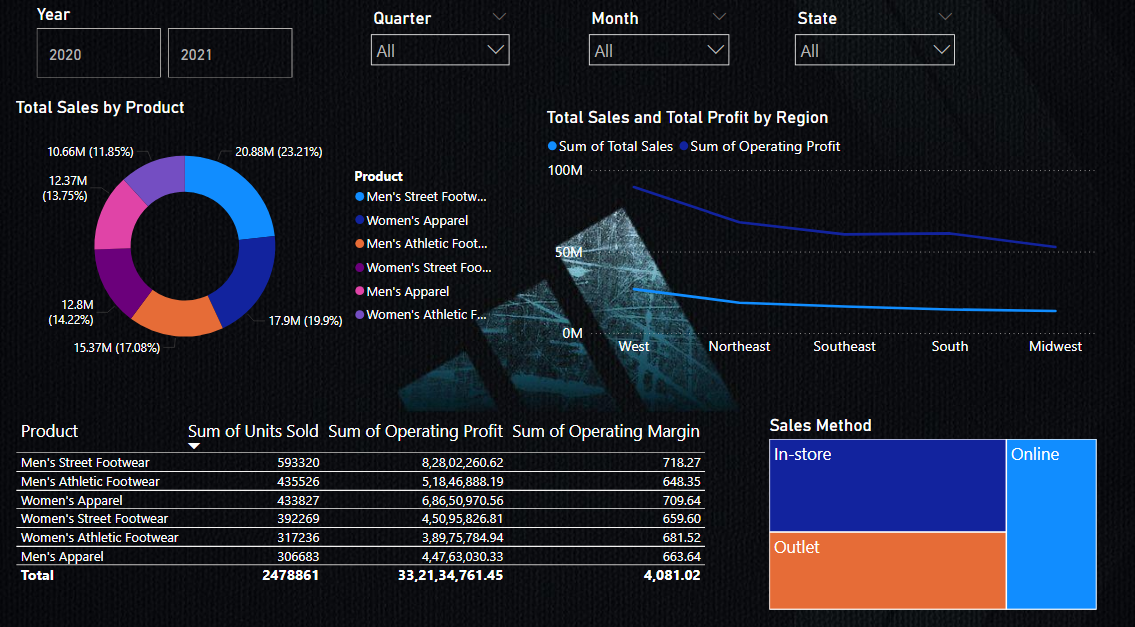 Year
2020
2021
Quarter
All
Month
All
State
All
Total Sales by Product
10.66M (11.85%)
20.88M (23.21%)
12.37M
(13.75%)
12.8M
(14.22%)
17.9M (19.9%)
15.37M (17.08%)
Product
Men's Street Footw...
Women's Apparel
Men's Athletic Foot...
Women's Street Foo...
Men's Apparel
Women's Athletic F...
Total Sales and Total Profit by Region
Sum of Total Sales Sum of Operating Profit
100M
50M
0M
West Northeast Southeast South Midwest
Product Sum of Units Sold Sum of Operating Profit Sum of Operating Margin
Men's Street Footwear 593320 8,28,02,260.62 718.27
Men's Athletic Footwear 435526 5,18,46,888.19 648.35
Women's Apparel 433827 6,86,50,970.56 709.64
Women's Street Footwear 392269 4,50,95,826.81 659.60
Women's Athletic Footwear 317236 3,89,75,784.94 681.52
Men's Apparel 306683 4,47,63,030.33 663.64
Total 2478861 33,21,34,761.45 4,081.02
Sales Method
In-store
Online
Outlet